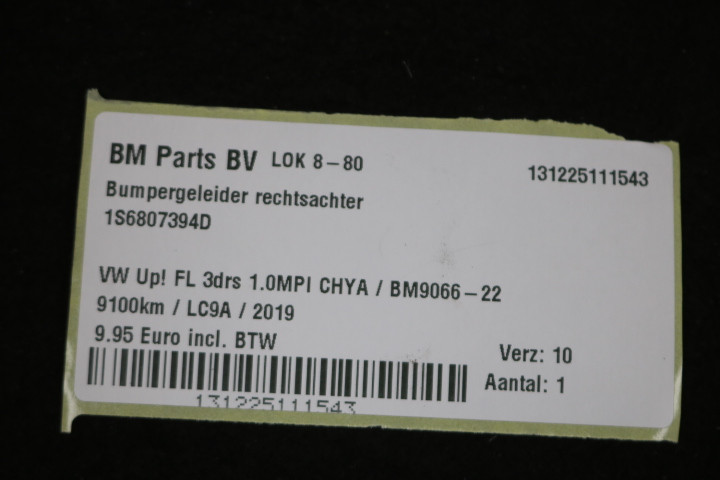 BM Parts BV LOK 8-80 131225111543
Bumpergeleider rechtsachter
1S6807394D
VW Up! FL 3drs 1.0MPI CHYA / BM9066-22
9100km / LC9A / 2019
9.95 Euro incl. BTW
Verz: 10
Aantal: 1
131225111543